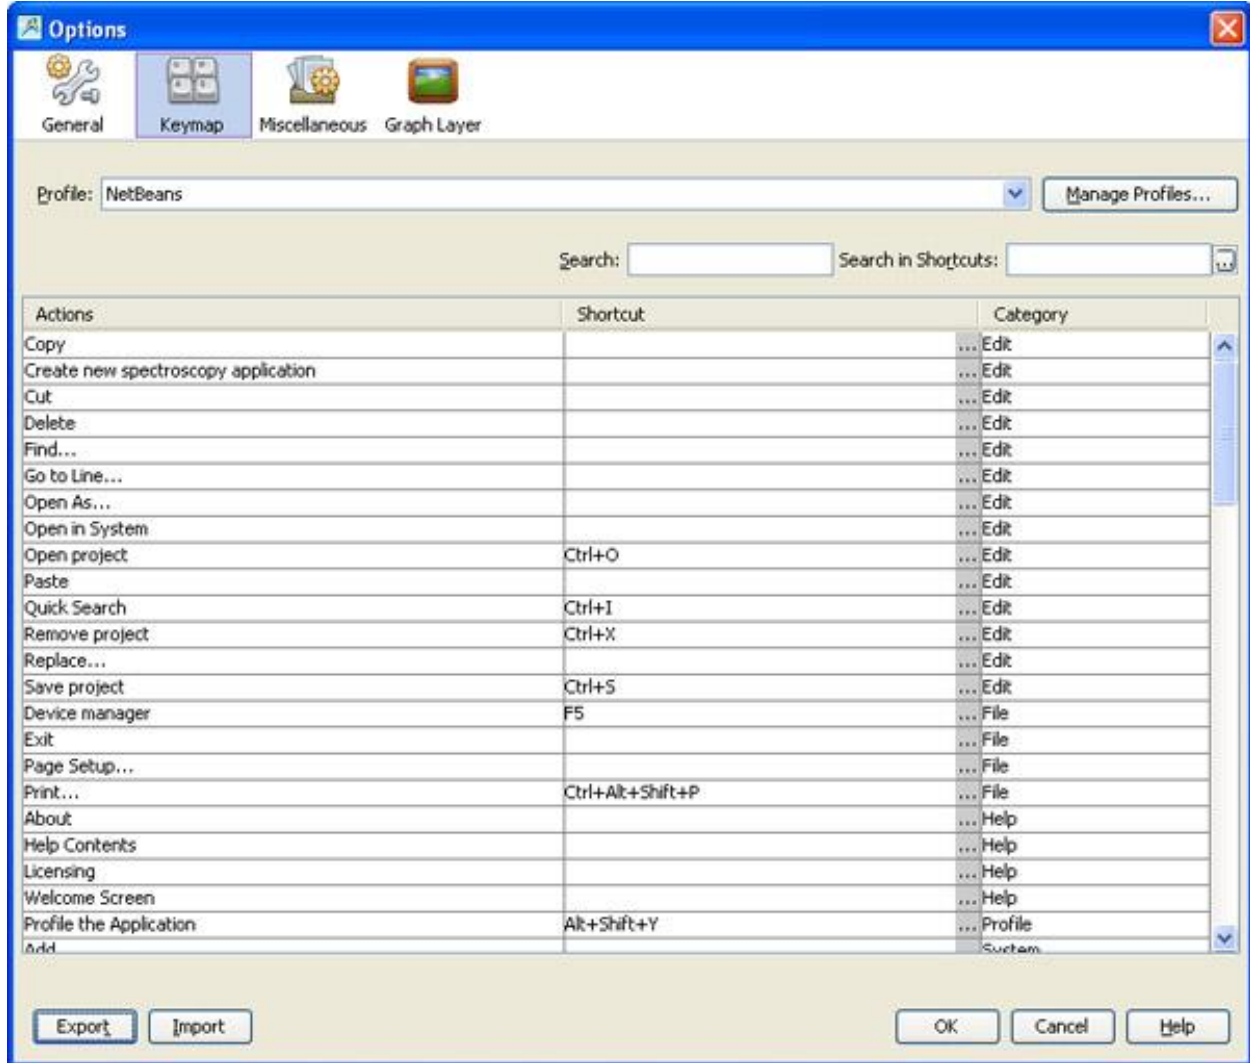 Options
General Keymap Miscellaneous Graph Layer
Profile: NetBeans Manage Profiles...
Search: Search in Shortcuts: ...
Actions Shortcut Category
Copy ... Edit
Create new spectroscopy application ... Edit
Cut ... Edit
Delete ... Edit
Find... ... Edit
Go to Line... ... Edit
Open As... ... Edit
Open in System ... Edit
Open project Ctrl+O ... Edit
Paste ... Edit
Quick Search Ctrl+I ... Edit
Remove project Ctrl+X ... Edit
Replace... ... Edit
Save project Ctrl+S ... Edit
Device manager F5 ... File
Exit ... File
Page Setup... ... File
Print... Ctrl+Alt+Shift+P ... File
About ... Help
Help Contents ... Help
Licensing ... Help
Welcome Screen ... Help
Profile the Application Alt+Shift+Y ... Profile
Add System
Export Import OK Cancel Help